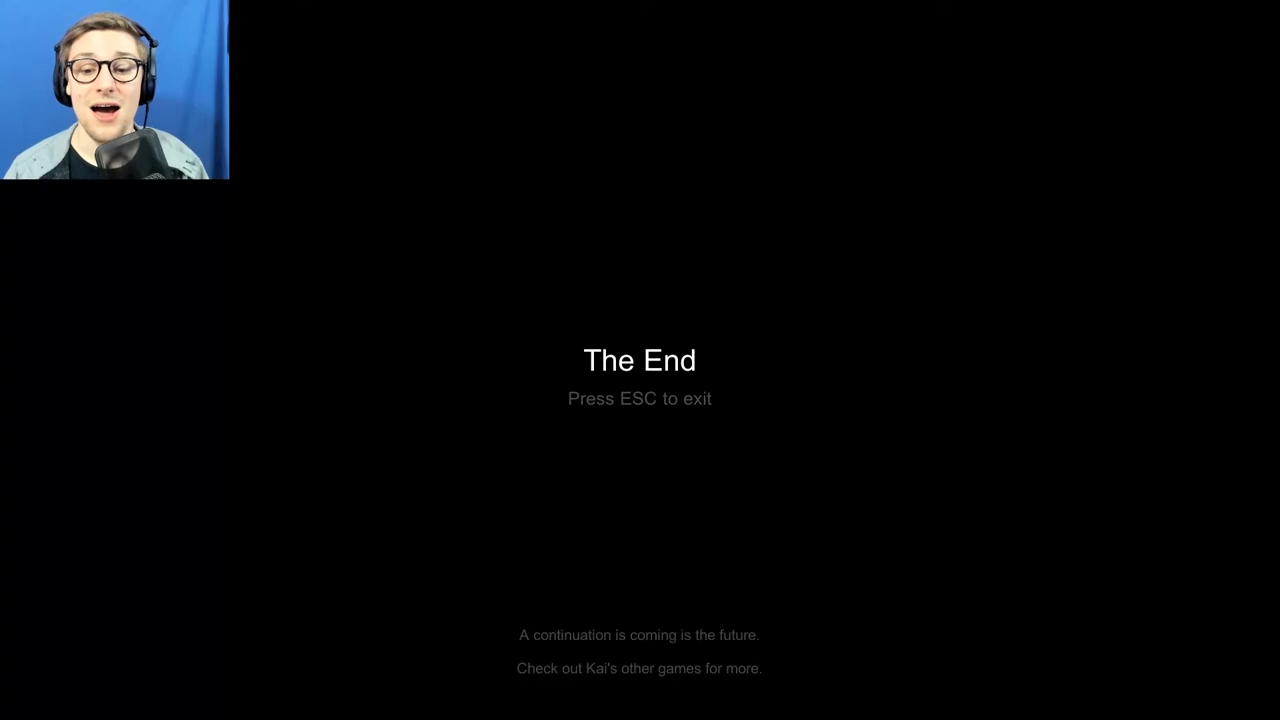 The End
Press ESC to exit
A continuation is coming is the future.
Check out Kai's other games for more.